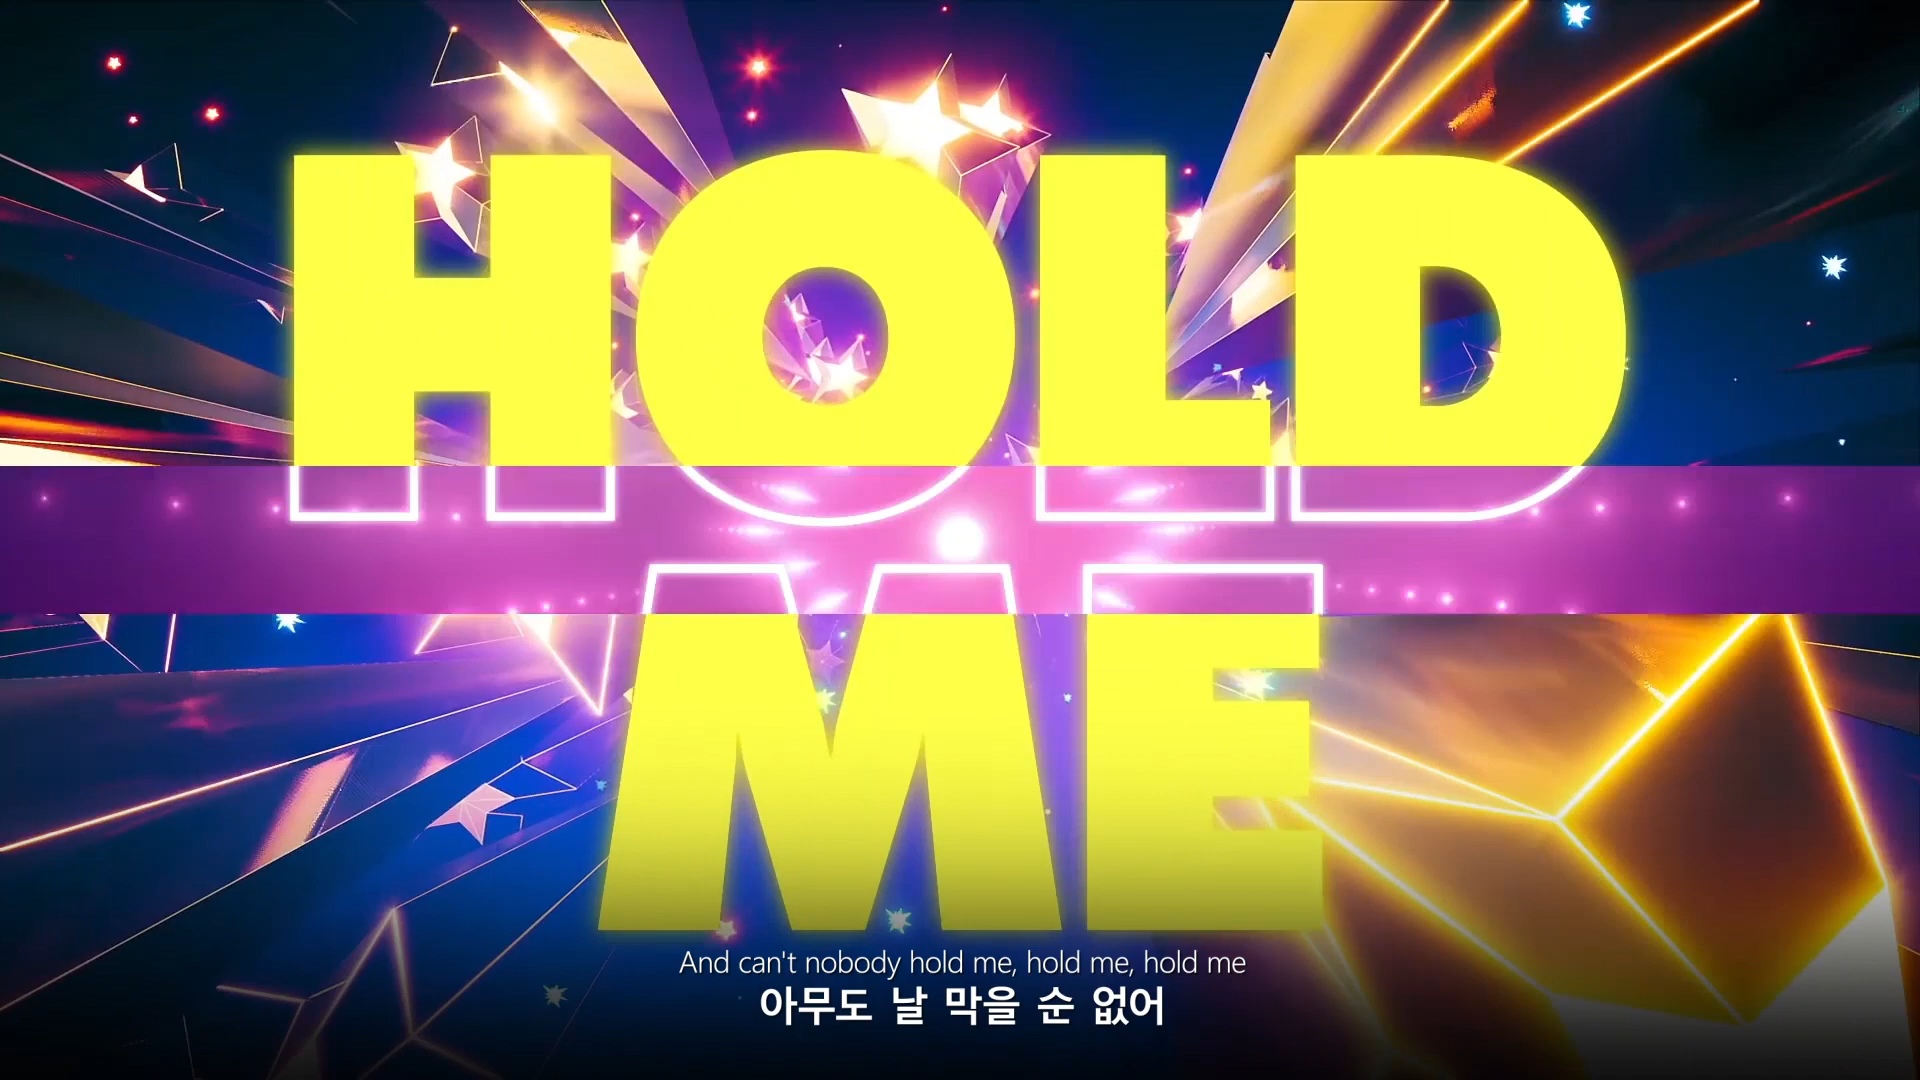 HOLD
ME
And can't nobody hold me, hold me, hold me
아무도 날 막을 순 없어